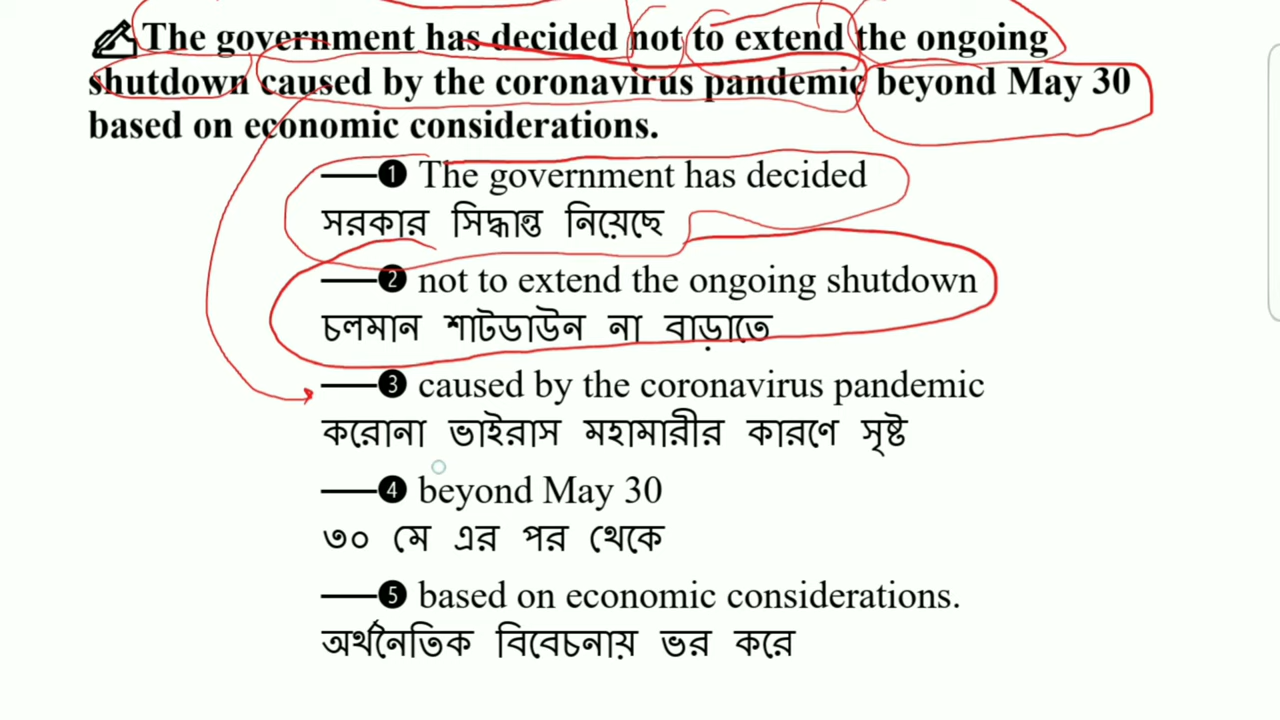 The government has decided not to extend the ongoing
shutdown caused by the coronavirus pandemic beyond May 30
based on economic considerations.
——❶ The government has decided
সরকার সিদ্ধান্ত নিয়েছে
——❷ not to extend the ongoing shutdown
চলমান শাটডাউন না বাড়াতে
——❸ caused by the coronavirus pandemic
করোনা ভাইরাস মহামারীর কারণে সৃষ্ট
——❹ beyond May 30
৩০ মে এর পর থেকে
——❺ based on economic considerations.
অর্থনৈতিক বিবেচনায় ভর করে